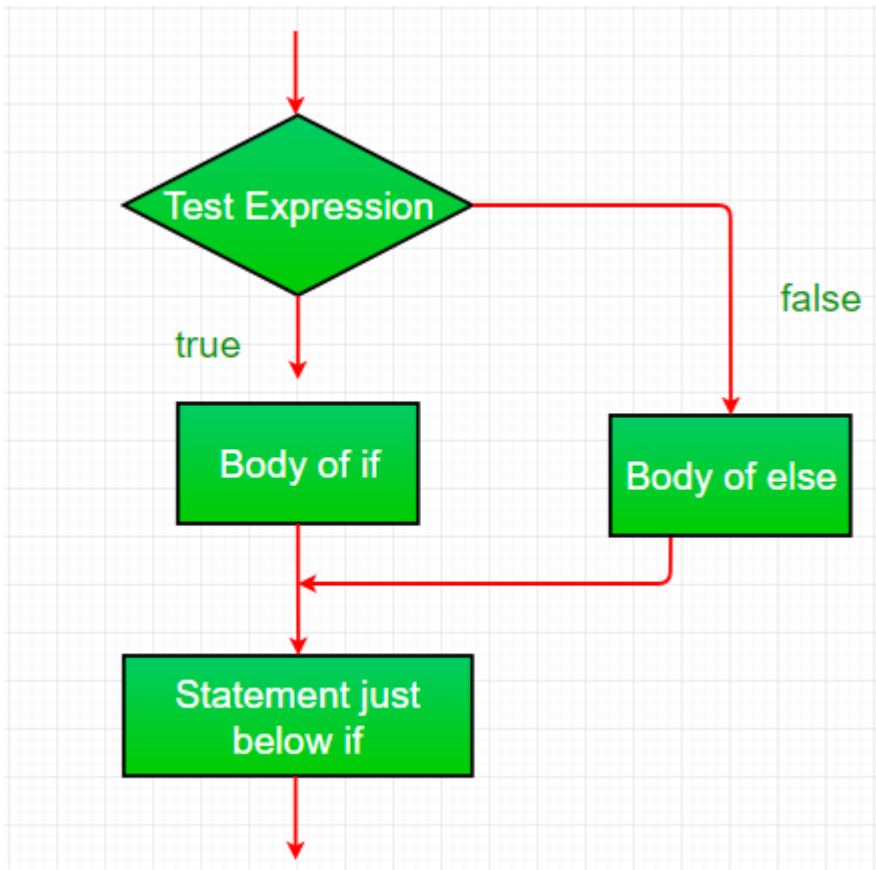 Test Expression
false
true
Body of if
Body of else
Statement just
below if